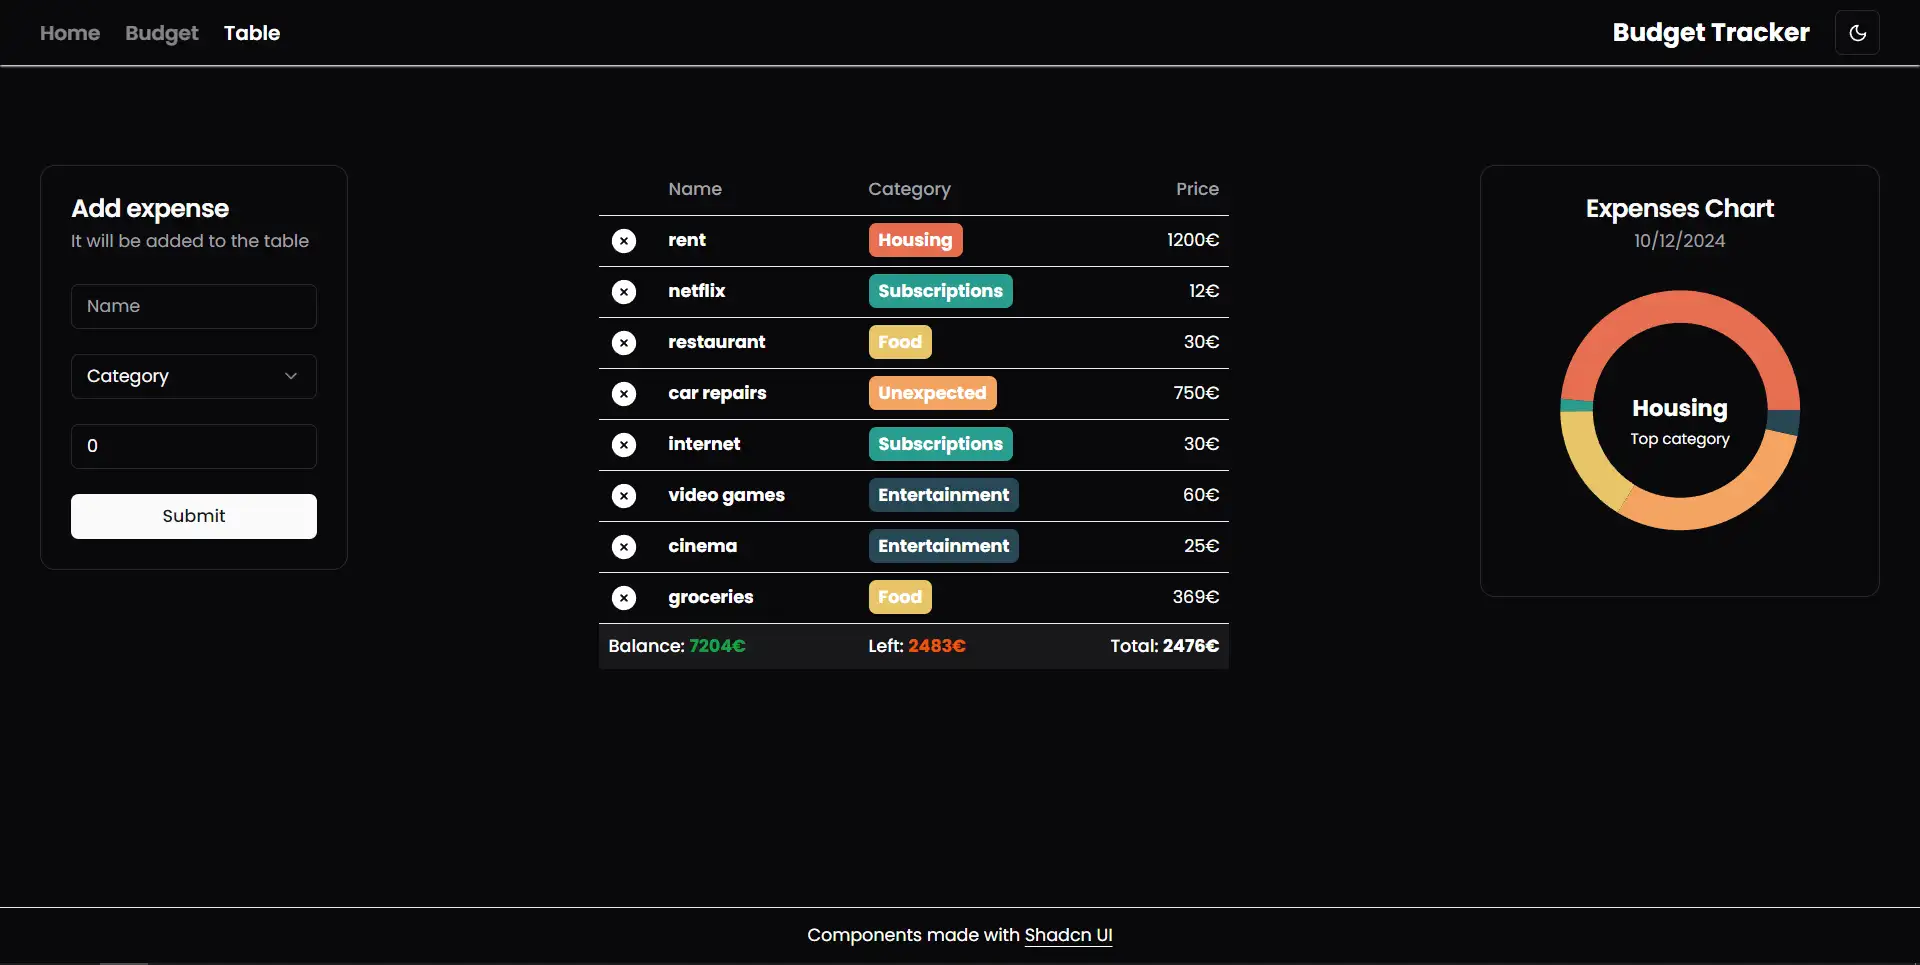 Home Budget Table Budget Tracker
Add expense
It will be added to the table
Name
Category
0
Submit
Name Category Price
rent Housing 1200€
netflix Subscriptions 12€
restaurant Food 30€
car repairs Unexpected 750€
internet Subscriptions 30€
video games Entertainment 60€
cinema Entertainment 25€
groceries Food 369€
Balance: 7204€ Left: 2483€ Total: 2476€
Expenses Chart
10/12/2024
Housing
Top category
Components made with Shadcn UI